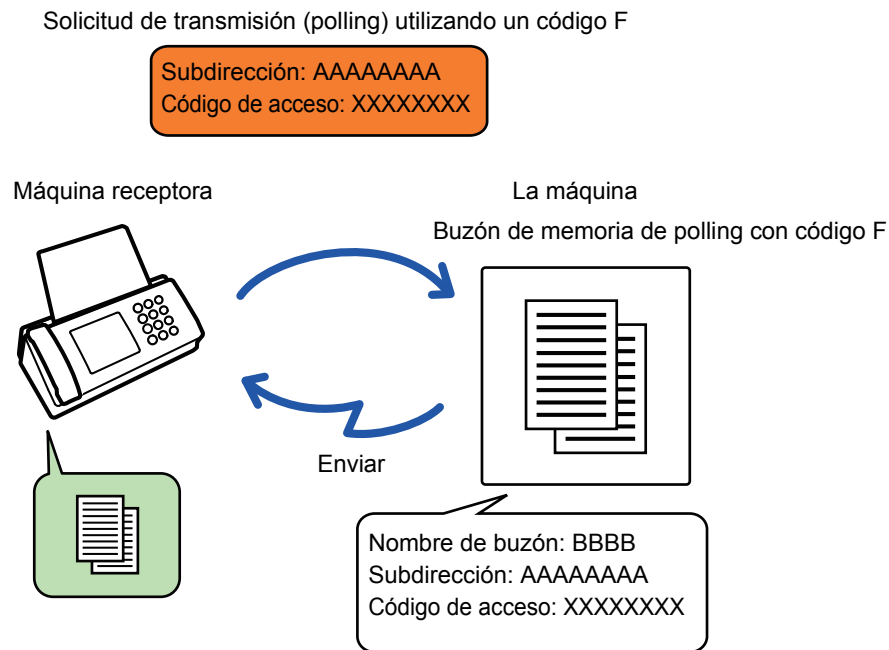 Solicitud de transmisión (polling) utilizando un código F
Subdirección: AAAAAAAA
Código de acceso: XXXXXXXX
Máquina receptora
La máquina
Buzón de memoria de polling con código F
Enviar
Nombre de buzón: BBBB
Subdirección: AAAAAAAA
Código de acceso: XXXXXXXX